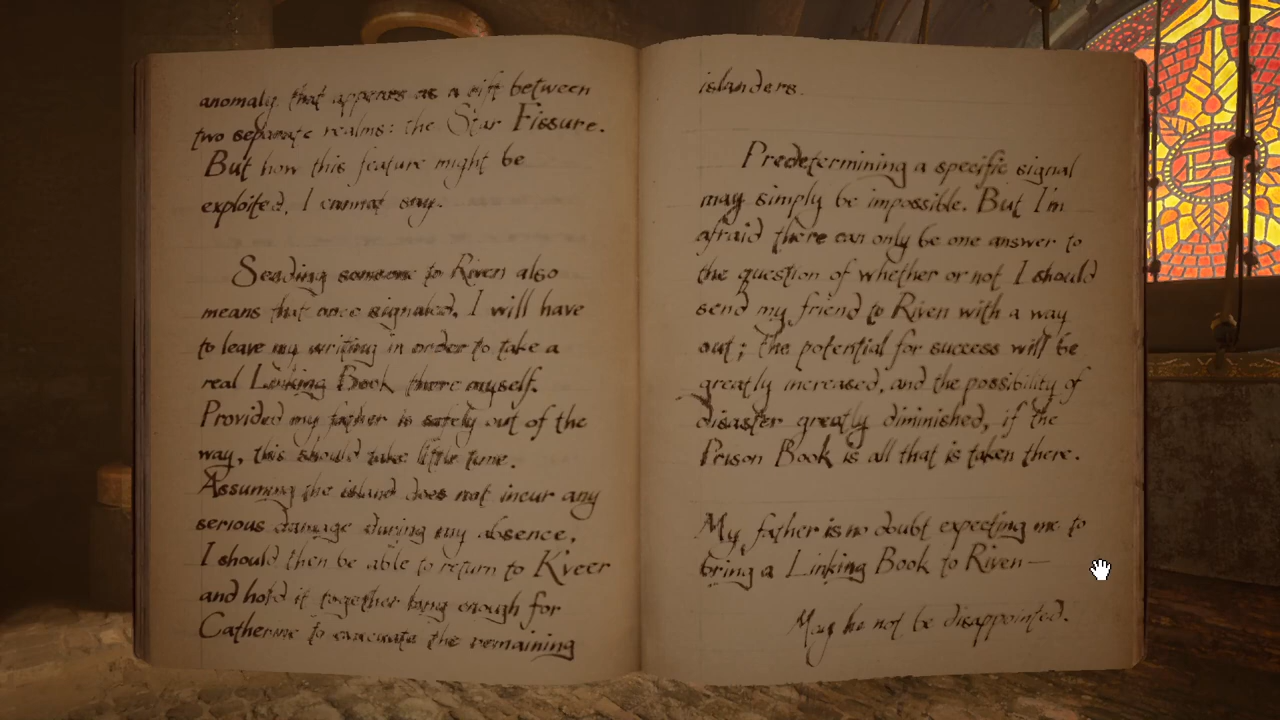 anomaly that appears as a rift between
two separate realms: the Star Fissure.
But how this feature might be
exploited, I cannot say.
Sending someone to Riven also
means that once signaled, I will have
to leave my writing in order to take a
real Linking Book there myself.
Provided my father is safely out of the
way, this should take little time.
Assuming the island does not incur any
serious damage during my absence,
I should then be able to return to K'veer
and hold it together long enough for
Catherine to evacuate the remaining
islanders.
Predetermining a specific signal
may simply be impossible. But I'm
afraid there can only be one answer to
the question of whether or not I should
send my friend to Riven with a way
out; the potential for success will be
greatly increased, and the possibility of
disaster greatly diminished, if the
Prison Book is all that is taken there.
My father is no doubt expecting me to
bring a Linking Book to Riven—
May he not be disappointed.